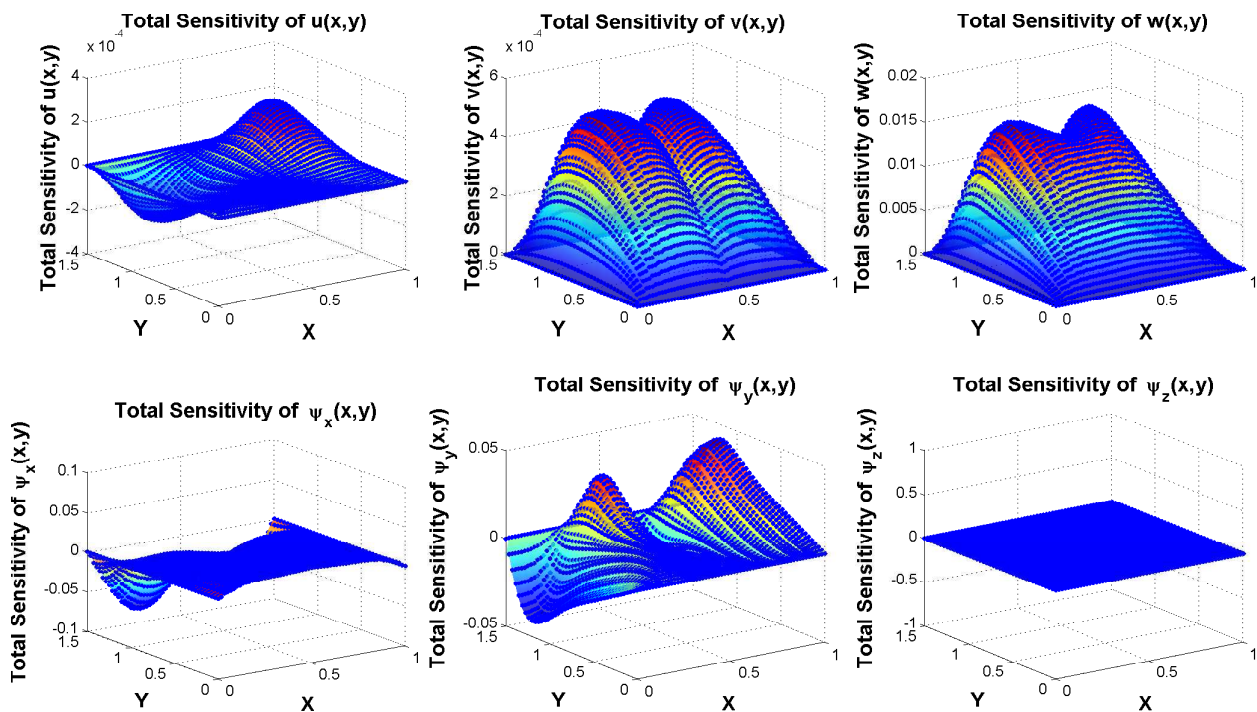 Total Sensitivity of u(x,y)
x 10^-4
Total Sensitivity of u(x,y)
4
2
0
-2
-4
1.5
1
0.5
0
Y
0
0.5
1
X
Total Sensitivity of v(x,y)
x 10^-4
Total Sensitivity of v(x,y)
6
4
2
0
1.5
1
0.5
0
Y
0
0.5
1
X
Total Sensitivity of w(x,y)
Total Sensitivity of w(x,y)
0.02
0.015
0.01
0.005
0
1.5
1
0.5
0
Y
0
0.5
1
X
Total Sensitivity of ψ_x(x,y)
Total Sensitivity of ψ_x(x,y)
0.1
0.05
0
-0.05
-0.1
1.5
1
0.5
0
Y
0
0.5
1
X
Total Sensitivity of ψ_y(x,y)
Total Sensitivity of ψ_y(x,y)
0.05
0
-0.05
1.5
1
0.5
0
Y
0
0.5
1
X
Total Sensitivity of ψ_z(x,y)
Total Sensitivity of ψ_z(x,y)
1
0.5
0
-0.5
-1
1.5
1
0.5
0
Y
0
0.5
1
X